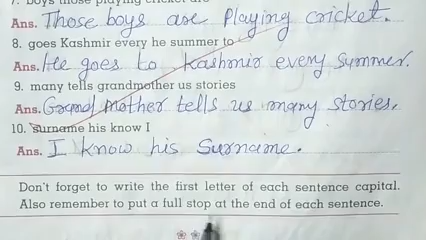 7. boys those playing cricket are
Ans. Those boys are Playing cricket.
8. goes Kashmir every he summer to
Ans. He goes to Kashmir every Summer.
9. many tells grandmother us stories
Ans. Grand mother tells us many stories.
10. Surname his know I
Ans. I know his Surname.
Don't forget to write the first letter of each sentence capital.
Also remember to put a full stop at the end of each sentence.